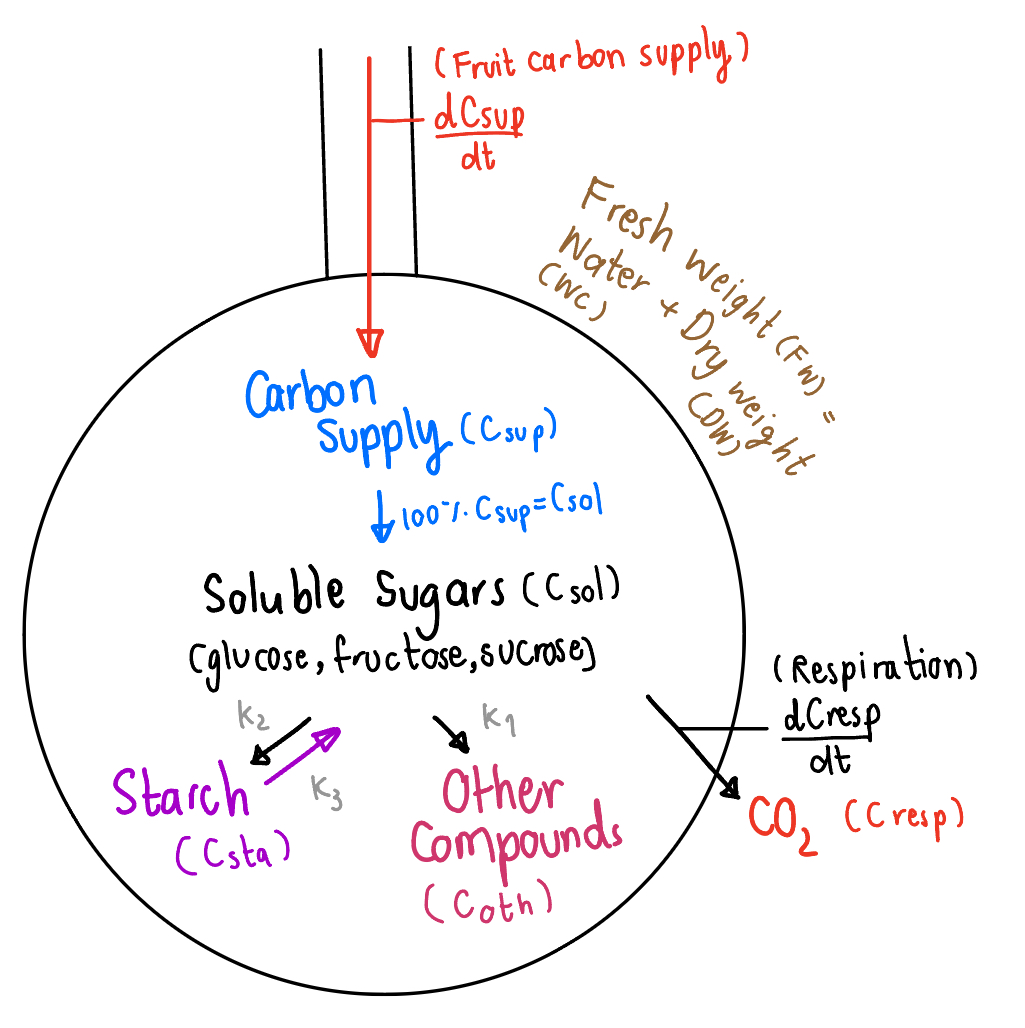 (Fruit carbon supply)
dCsup
dt
Fresh weight (FW) =
Water + Dry weight
(WC) (DW)
Carbon
Supply (Csup)
100% Csup = Csol
Soluble Sugars (Csol)
(glucose, fructose, sucrose)
K2
K1
K3
Starch
(Csta)
Other
Compounds
(Coth)
(Respiration)
dCresp
dt
CO2 (Cresp)